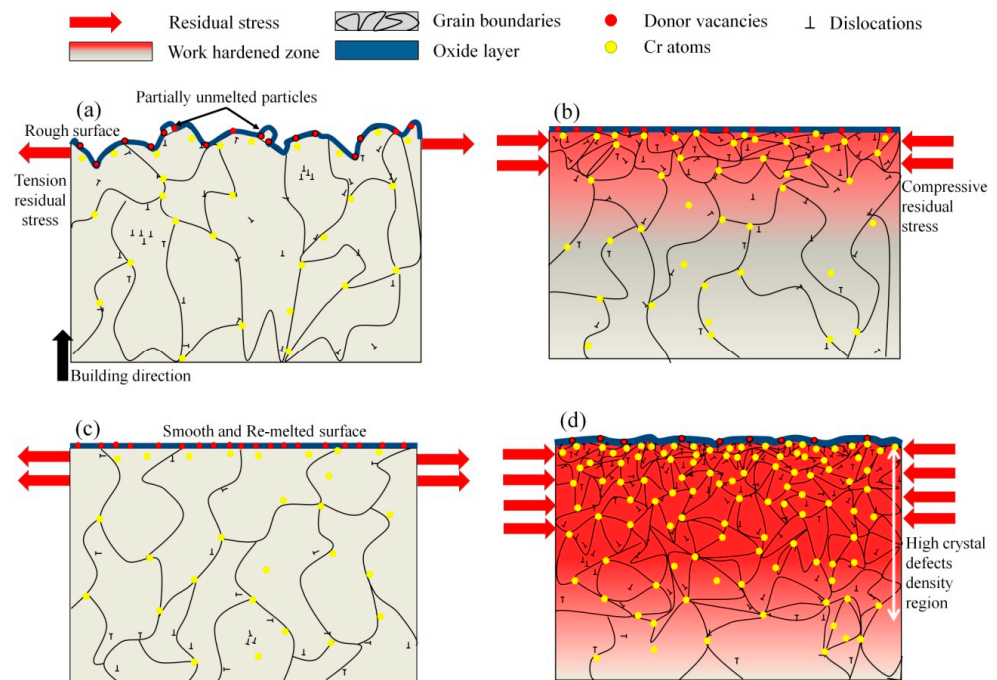 Residual stress
Grain boundaries
Donor vacancies
Dislocations
Work hardened zone
Oxide layer
Cr atoms
(a)
Partially unmelted particles
Rough surface
Tension
residual
stress
Building direction
(b)
Compressive
residual
stress
(c)
Smooth and Re-melted surface
(d)
High crystal
defects
density
region